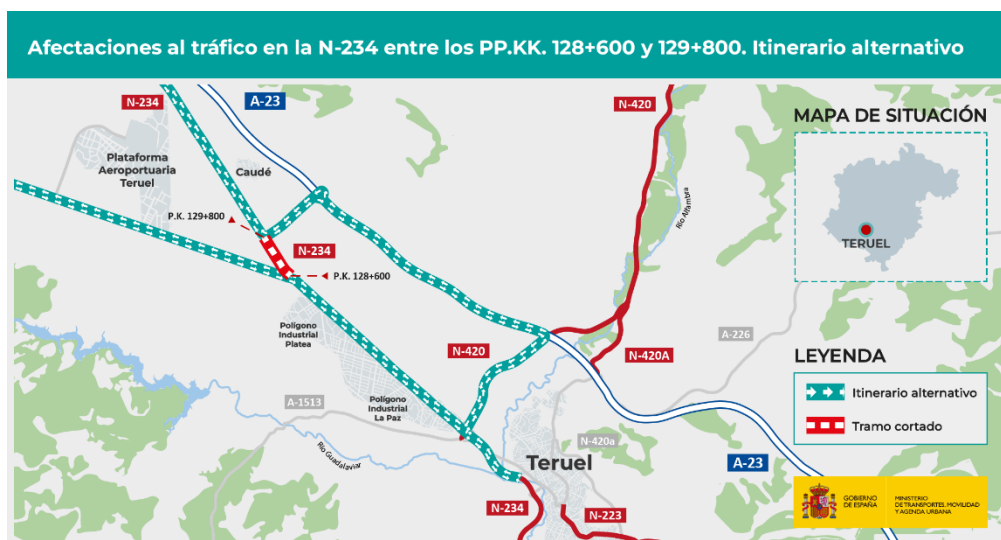 Afectaciones al tráfico en la N-234 entre los PP.KK. 128+600 y 129+800. Itinerario alternativo
N-234
A-23
N-420
MAPA DE SITUACIÓN
Plataforma
Aeroportuaria
Teruel
Caudé
P.K. 129+800
N-234
P.K. 128+600
Río Alfambra
TERUEL
Polígono
Industrial
Platea
N-420
N-420A
A-226
LEYENDA
Itinerario alternativo
Tramo cortado
A-1513
Polígono
Industrial
La Paz
Río Guadalaviar
N-420a
Teruel
A-23
N-234
N-223
GOBIERNO
DE ESPAÑA
MINISTERIO
DE TRANSPORTES, MOVILIDAD
Y AGENDA URBANA